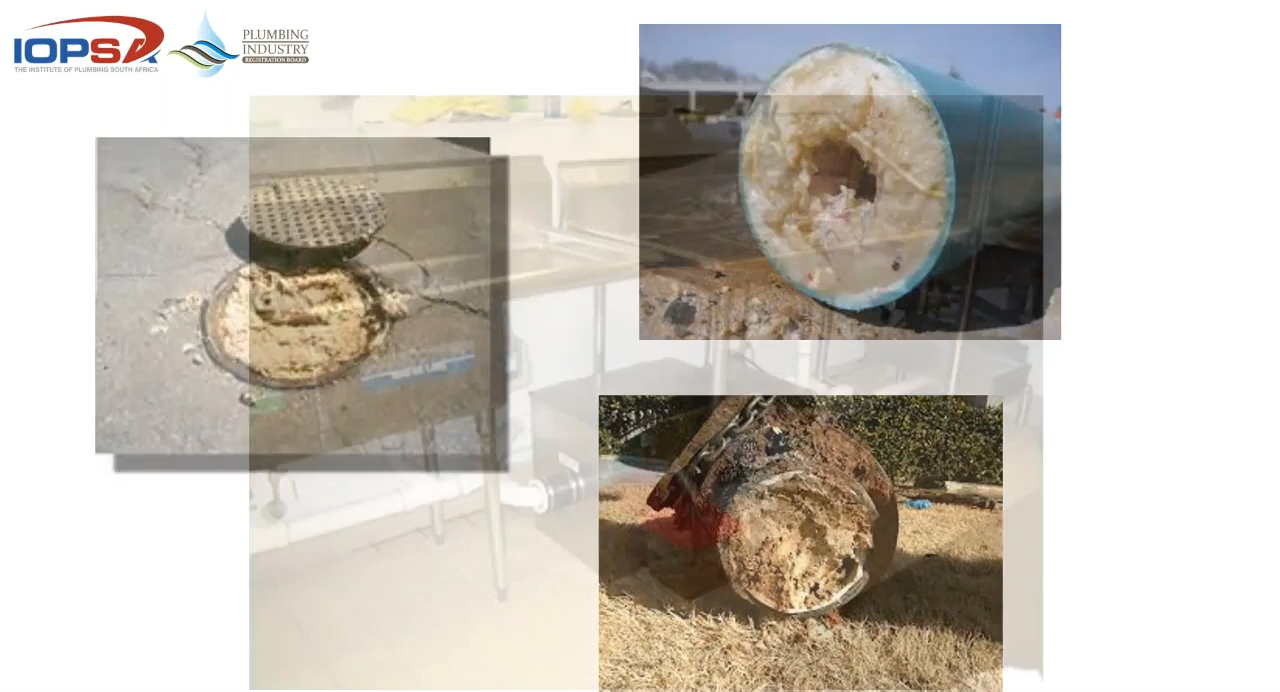 IOPSA
THE INSTITUTE OF PLUMBING SOUTH AFRICA
PLUMBING
INDUSTRY
REGISTRATION BOARD